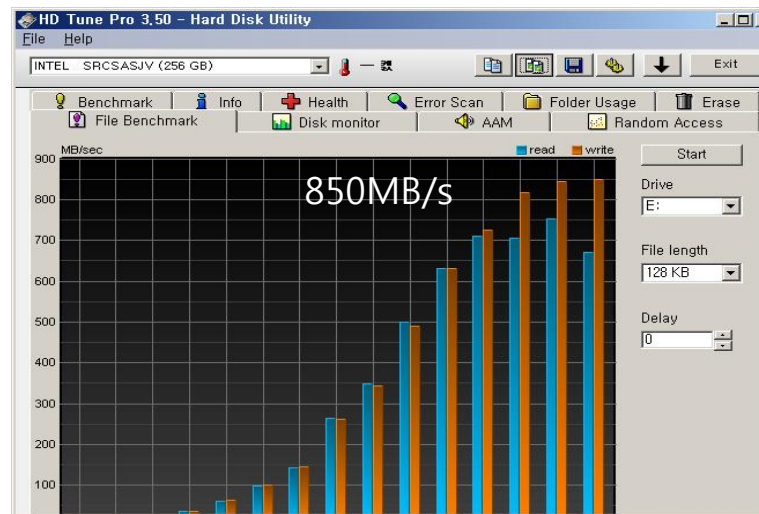 HD Tune Pro 3.50 - Hard Disk Utility
File Help
INTEL SRCSASJV (256 GB)
Exit
Benchmark Info Health Error Scan Folder Usage Erase
File Benchmark Disk monitor AAM Random Access
MB/sec read write Start
900
850MB/s
Drive
800
E:
700
File length
600
128 KB
Delay
500
0
400
300
200
100